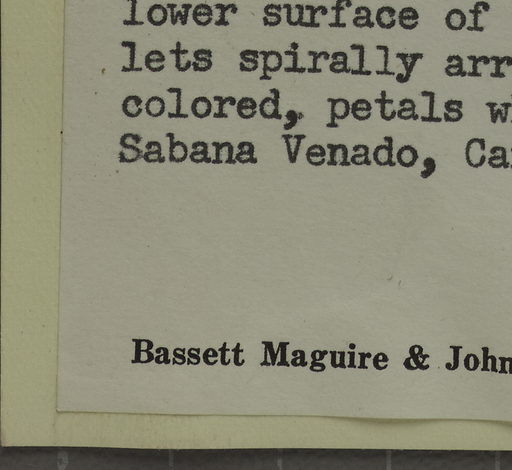 lower surface of
lets spirally arr
colored, petals w
Sabana Venado, Ca
Bassett Maguire & John